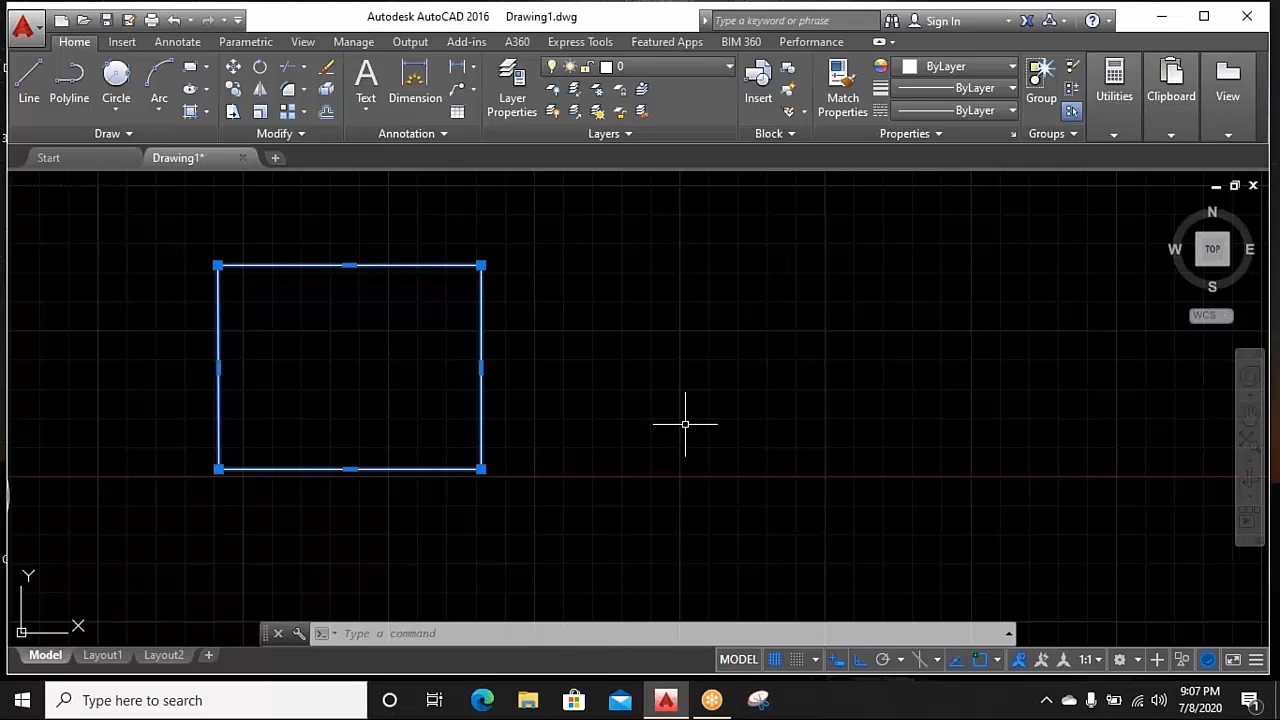 Autodesk AutoCAD 2016 Drawing1.dwg
Type a keyword or phrase
Sign In
Home Insert Annotate Parametric View Manage Output Add-ins A360 Express Tools Featured Apps BIM 360 Performance
Line Polyline Circle Arc
Text Dimension
Layer
Properties
0
Insert
Match
Properties
ByLayer
ByLayer
ByLayer
Group
Utilities
Clipboard
View
Draw Modify Annotation Layers Block Properties Groups
Start Drawing1*
N
W TOP E
S
WCS
Y
X
Type a command
Model Layout1 Layout2
MODEL
1:1
Type here to search
9:07 PM
7/8/2020
1